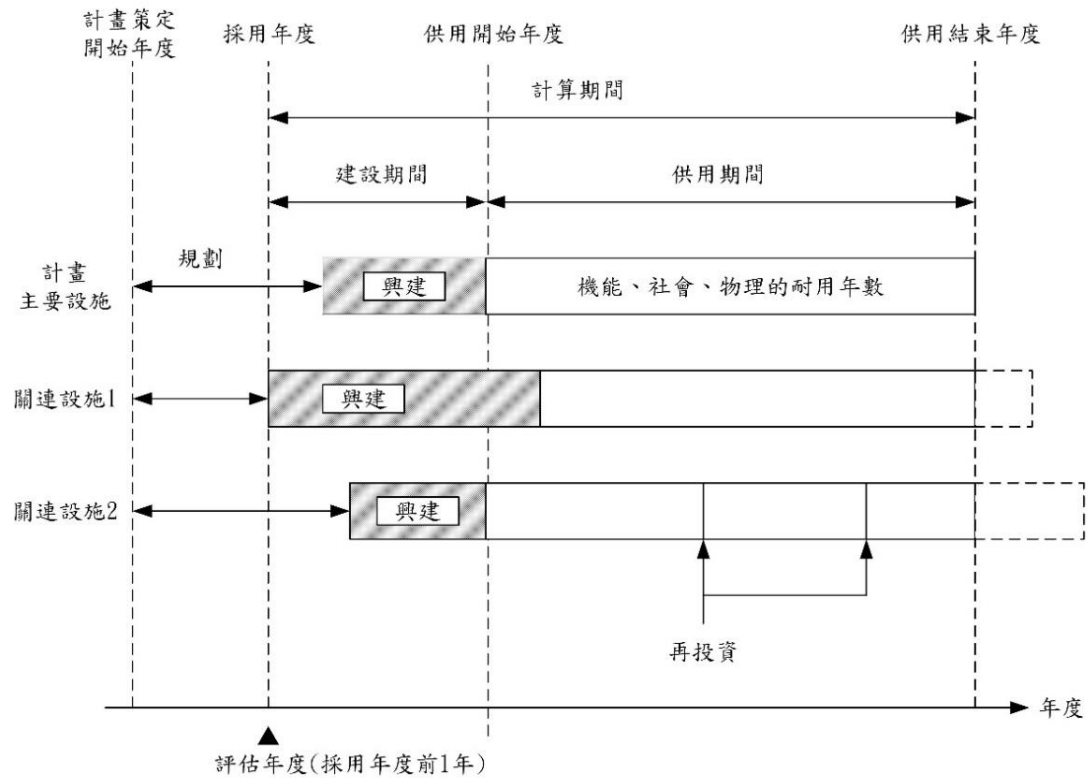 計畫策定
開始年度
採用年度
供用開始年度
供用結束年度
計算期間
建設期間
供用期間
計畫
主要設施
規劃
興建
機能、社會、物理的耐用年數
關連設施1
興建
關連設施2
興建
再投資
年度
評估年度(採用年度前1年)